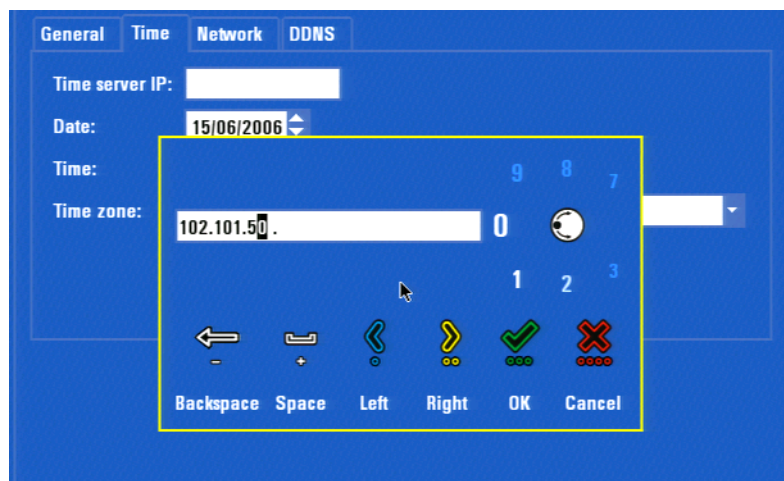 General Time Network DDNS
Time server IP:
Date: 15/06/2006
Time:
Time zone:
9 8 7
102.101.50 . 0
1 2 3
- +
Backspace Space Left Right OK Cancel